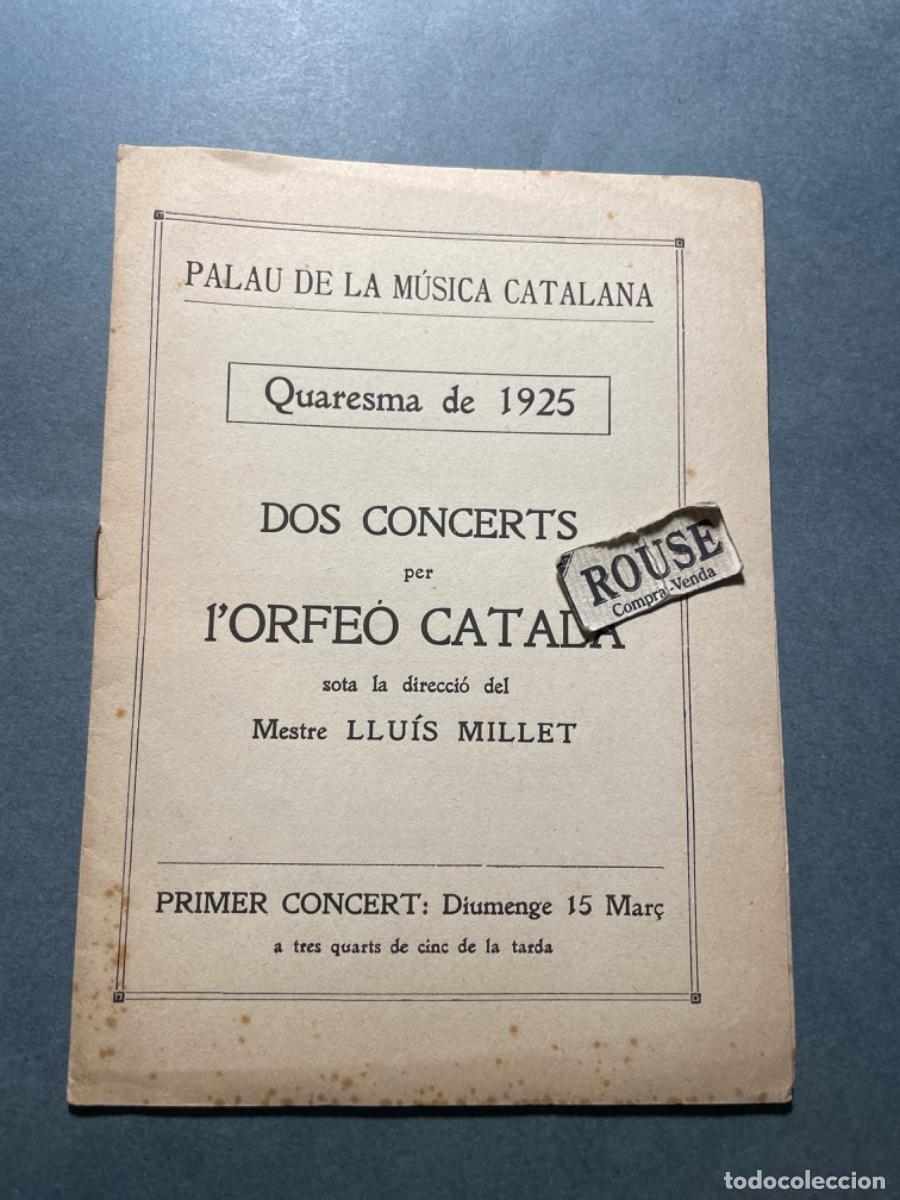 PALAU DE LA MÚSICA CATALANA
Quaresma de 1925
DOS CONCERTS
per
l'ORFEÓ CATALÀ
sota la direcció del
Mestre LLUÍS MILLET
ROUSE
Compra-Venda
PRIMER CONCERT: Diumenge 15 Març
a tres quarts de cinc de la tarda
todocoleccion